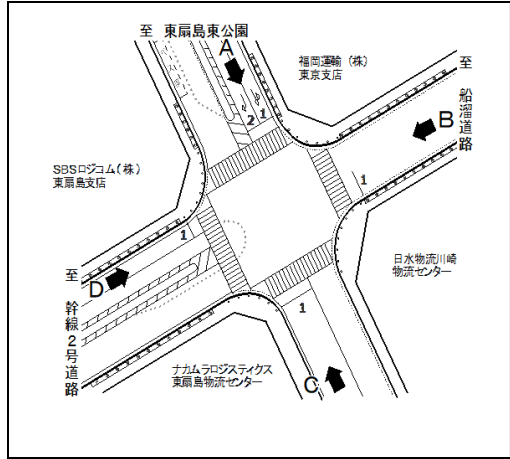 至 東扇島東公園
A
福岡運輸（株）
東京支店
至 船溜道路
B
2
1
SBSロジコム（株）
東扇島支店
1
1
日水物流川崎
物流センター
D
至 幹線2号道路
1
ナカムラロジスティクス
東扇島物流センター
C